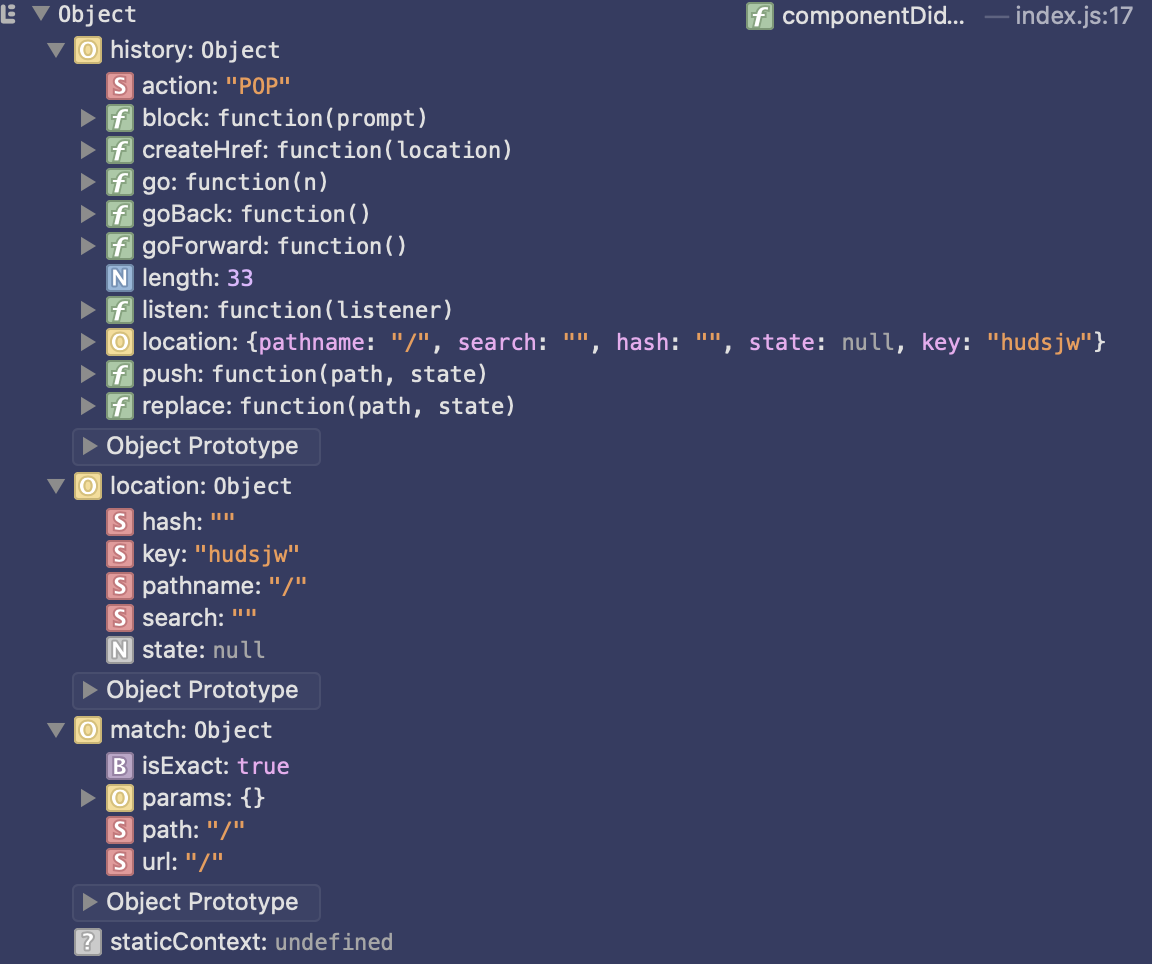 E Object f componentDid... — index.js:17
O history: Object
S action: "POP"
f block: function(prompt)
f createHref: function(location)
f go: function(n)
f goBack: function()
f goForward: function()
N length: 33
f listen: function(listener)
O location: {pathname: "/", search: "", hash: "", state: null, key: "hudsjw"}
f push: function(path, state)
f replace: function(path, state)
Object Prototype
O location: Object
S hash: ""
S key: "hudsjw"
S pathname: "/"
S search: ""
N state: null
Object Prototype
O match: Object
B isExact: true
O params: {}
S path: "/"
S url: "/"
Object Prototype
? staticContext: undefined